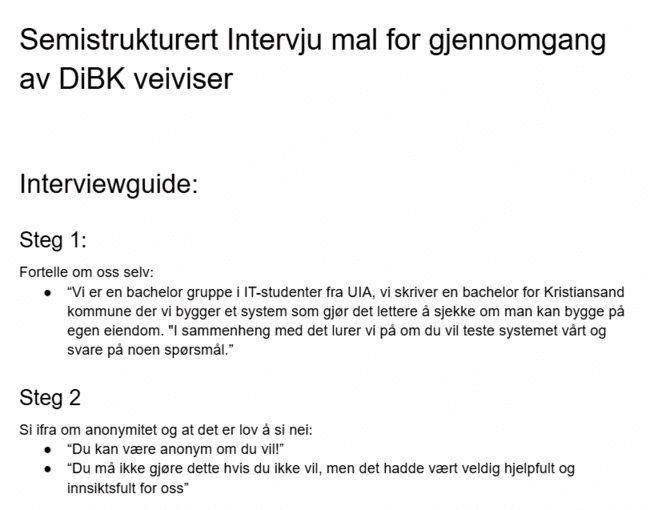 Semistrukturert Intervju mal for gjennomgang
av DiBK veiviser
Interviewguide:
Steg 1:
Fortelle om oss selv:
● “Vi er en bachelor gruppe i IT-studenter fra UIA, vi skriver en bachelor for Kristiansand
kommune der vi bygger et system som gjør det lettere å sjekke om man kan bygge på
egen eiendom. "I sammenheng med det lurer vi på om du vil teste systemet vårt og
svare på noen spørsmål.”
Steg 2
Si ifra om anonymitet og at det er lov å si nei:
● “Du kan være anonym om du vil!”
● “Du må ikke gjøre dette hvis du ikke vil, men det hadde vært veldig hjelpfult og
innsiktsfult for oss”